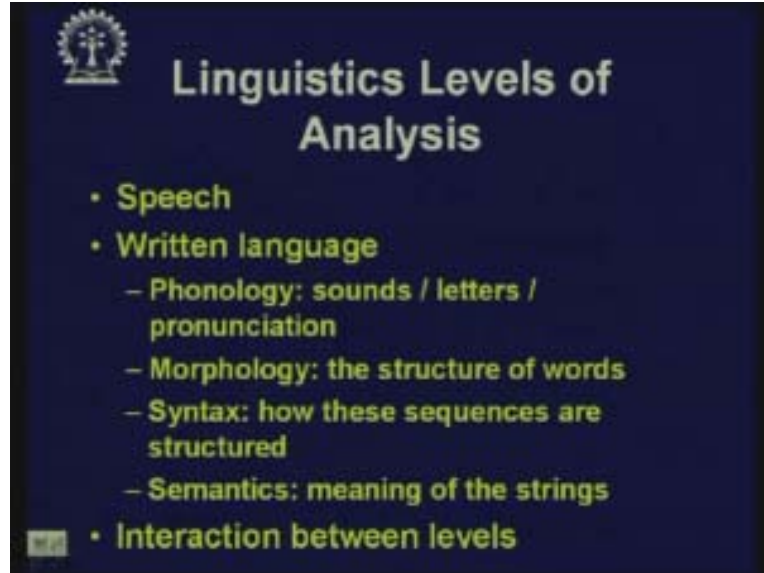 Linguistics Levels of
Analysis
• Speech
• Written language
– Phonology: sounds / letters /
pronunciation
– Morphology: the structure of words
– Syntax: how these sequences are
structured
– Semantics: meaning of the strings
• Interaction between levels